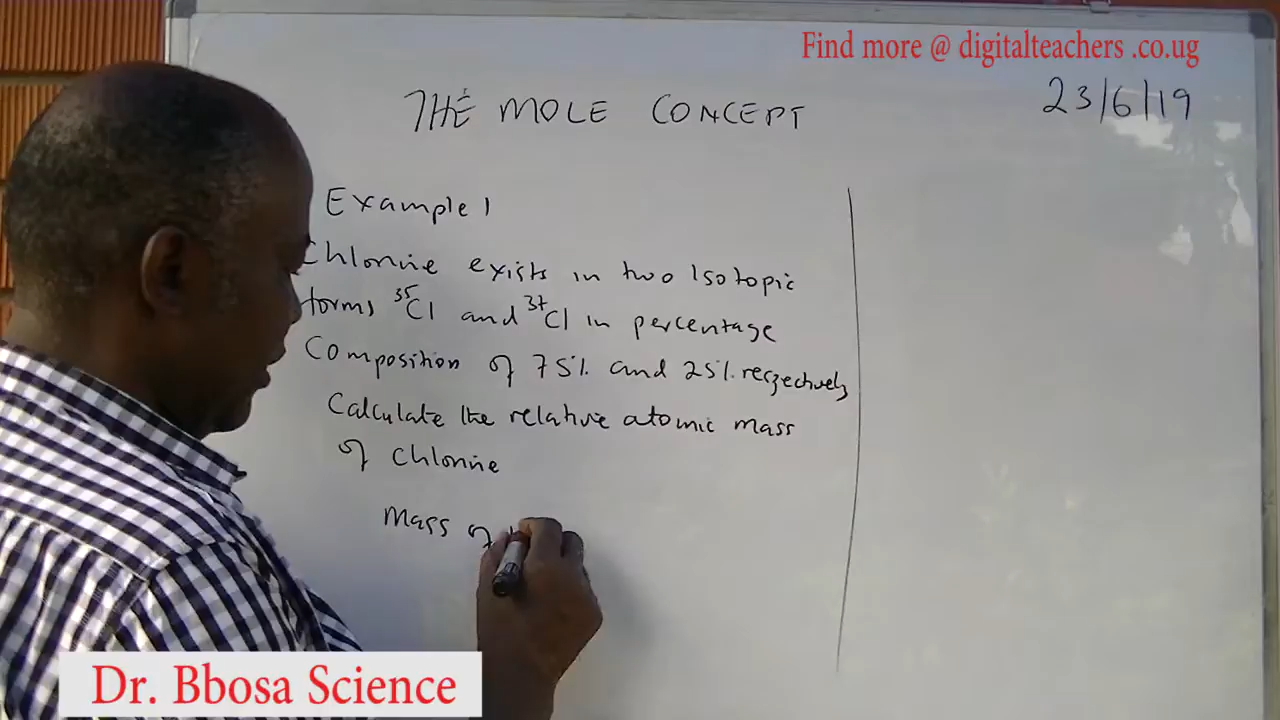 Find more @ digitalteachers .co.ug
THE MOLE CONCEPT
23/6/19
Example 1
Chlorine exists in two Isotopic
forms 35Cl and 37Cl in percentage
Composition of 75% and 25% respectively
Calculate the relative atomic mass
of chlorine
Mass of
Dr. Bbosa Science